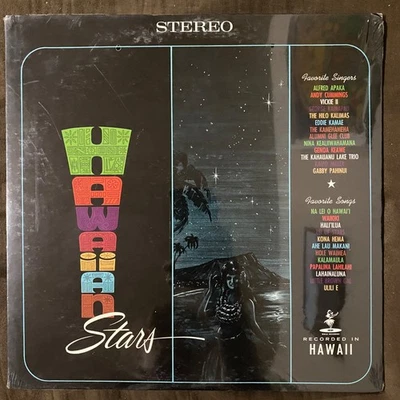 STEREO
HAWAIIAN
Stars
Favorite Singers
ALFRED APAKA
ANDY CUMMINGS
VICKIE II
THE HILO KALIMAS
EDDIE KAMAE
THE KAMEHAMEHA
ALUMNI GLEE CLUB
NINA KEALIIWAHAMANA
GENOA KEAWE
THE KAHAUANU LAKE TRIO
GABBY PAHINUI
Favorite Songs
NA LEI O HAWAI'I
WAIKIKI
HALI'ILUA
KONA HEMA
AHE LAU MAKANI
HOLE WAIMEA
KALAMAULA
PAPALINA LAHILAHI
LAHAINALUNA
ULILI E
RECORDED IN
HAWAII